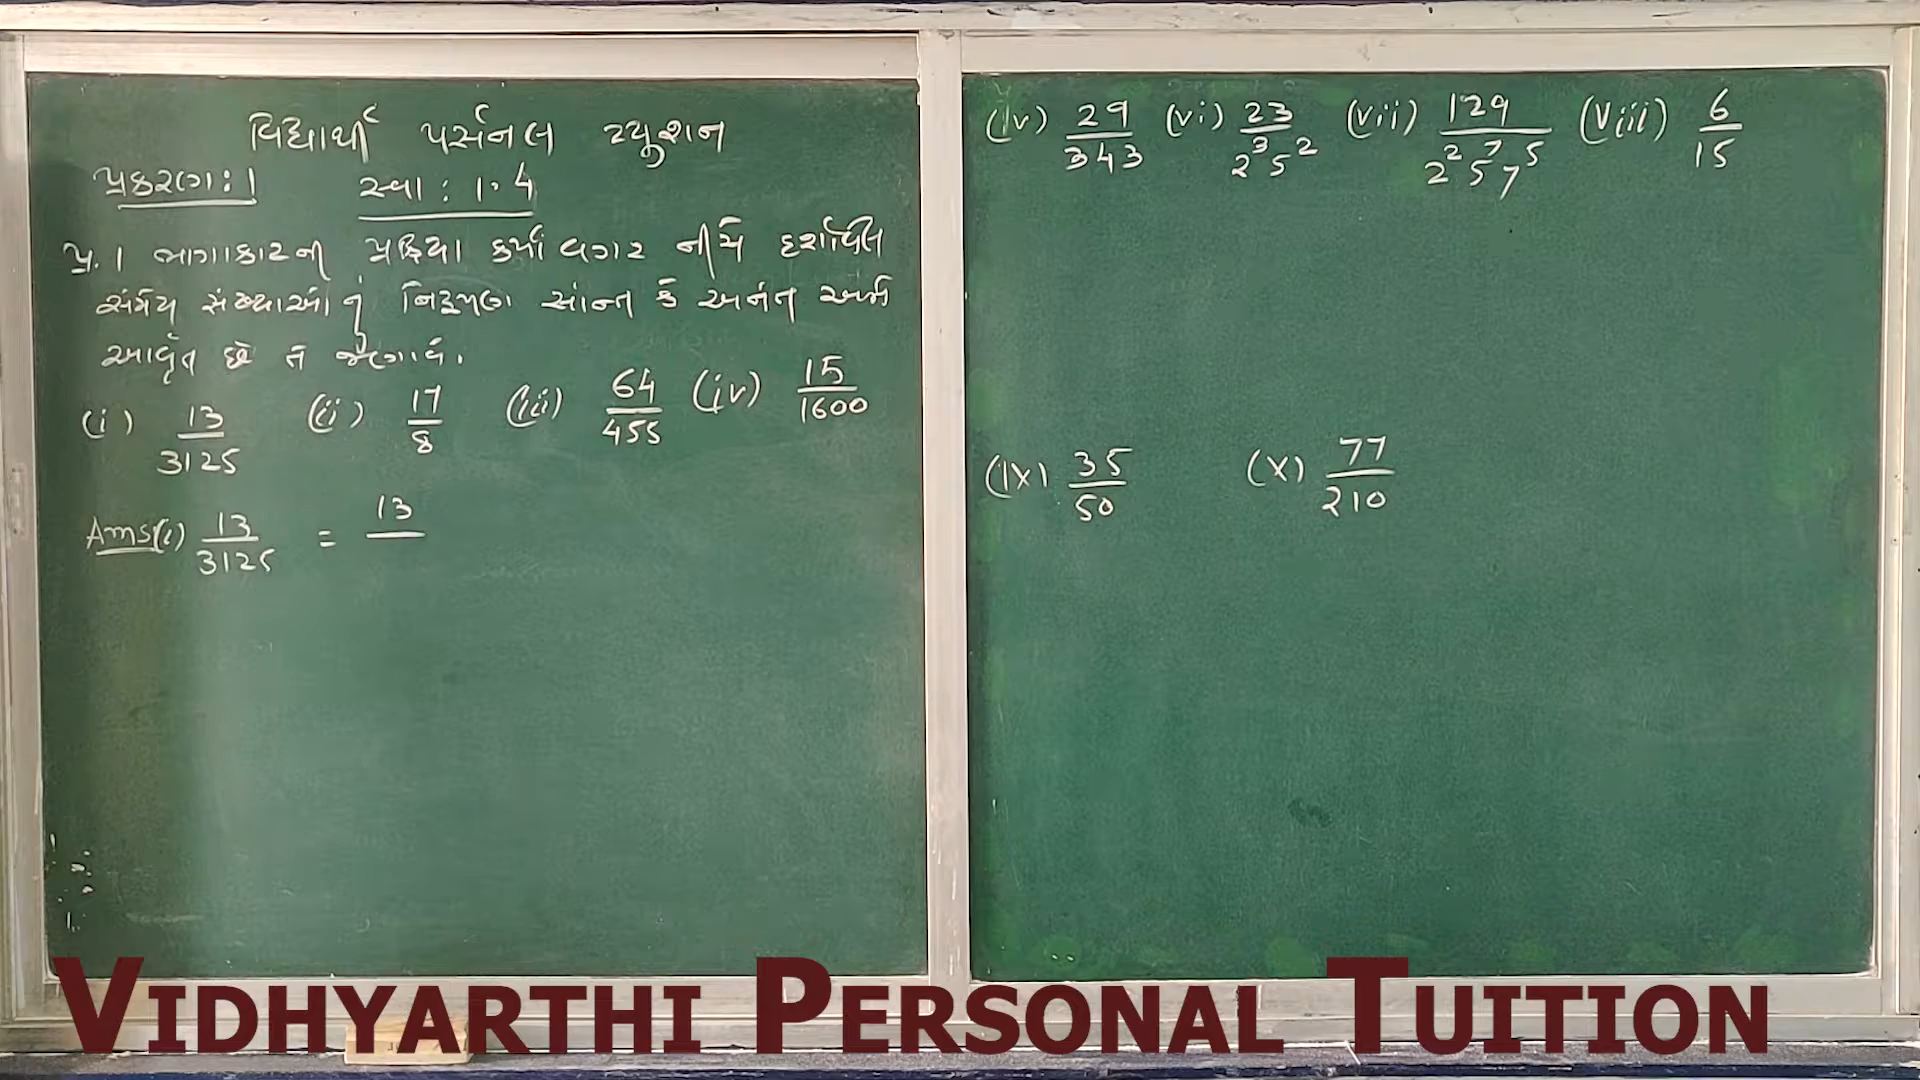 વિદ્યાર્થી પર્સનલ ટ્યુશન
પ્રકરણ : 1 સ્વા : 1.4
પ્ર. 1 ભાગાકારની પ્રક્રિયા કર્યા વગર નીચે દર્શાવેલ
સંમેય સંખ્યાઓનું નિરૂપણ સાન્ત કે અનંત
આવૃત છે તે જણાવો.
(i) 13/3125 (ii) 17/8 (iii) 64/455 (iv) 15/1600
Ans(i) 13/3125 = 13/
(iv) 29/343 (vi) 23/2³5² (vii) 129/2²5⁷7⁵ (viii) 6/15
(ix) 35/50 (x) 77/210
VIDHYARTHI PERSONAL TUITION